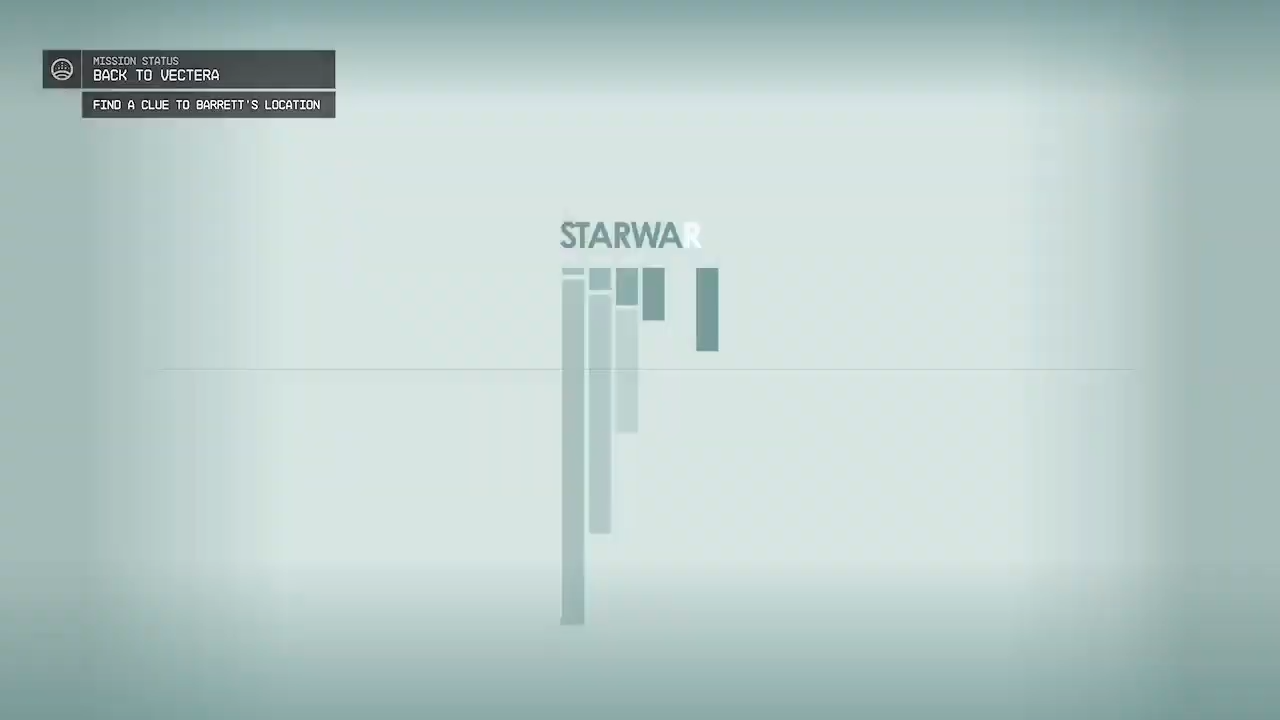 MISSION STATUS
BACK TO VECTERA
FIND A CLUE TO BARRETT'S LOCATION
STARWAR